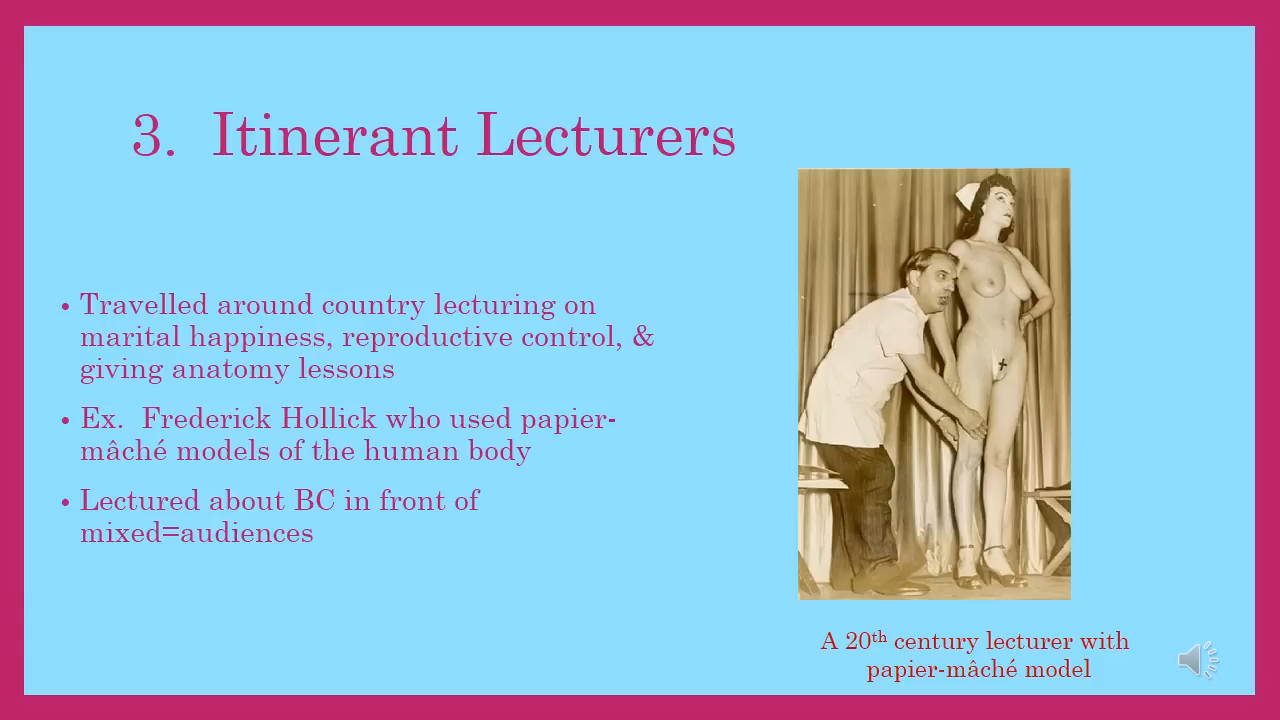 3. Itinerant Lecturers
• Travelled around country lecturing on
marital happiness, reproductive control, &
giving anatomy lessons
• Ex. Frederick Hollick who used papier-
mâché models of the human body
• Lectured about BC in front of
mixed=audiences
A 20th century lecturer with
papier-mâché model